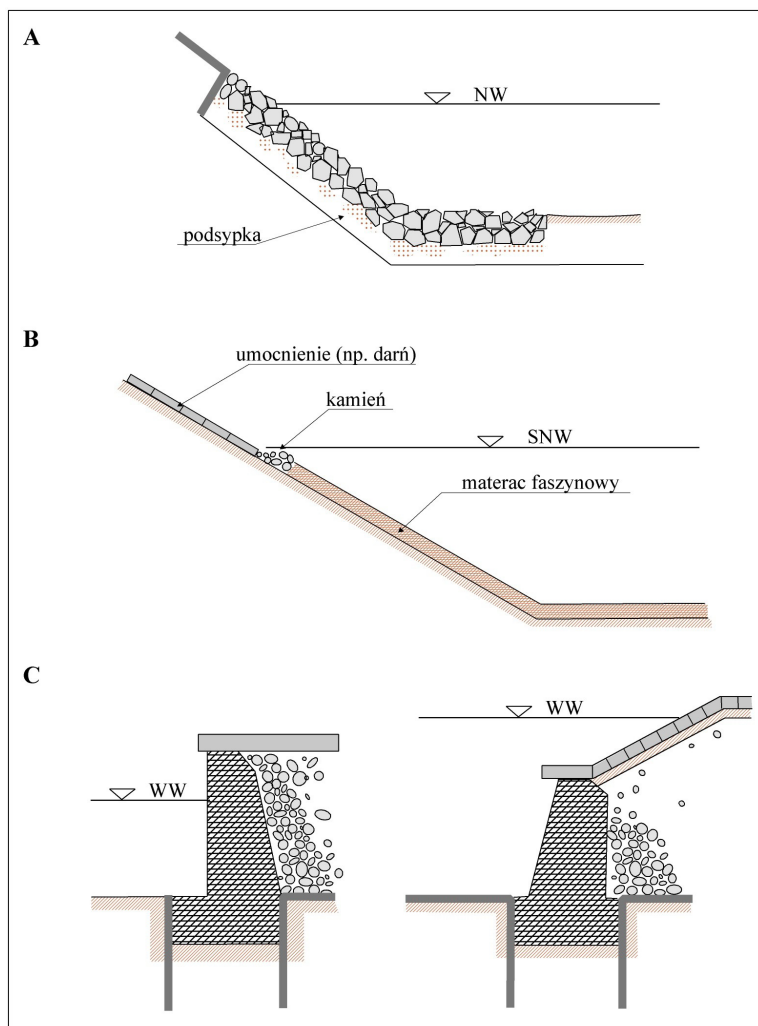 A
NW
podsypka
B
umocnienie (np. darń)
kamień
SNW
materac faszynowy
C
WW
WW